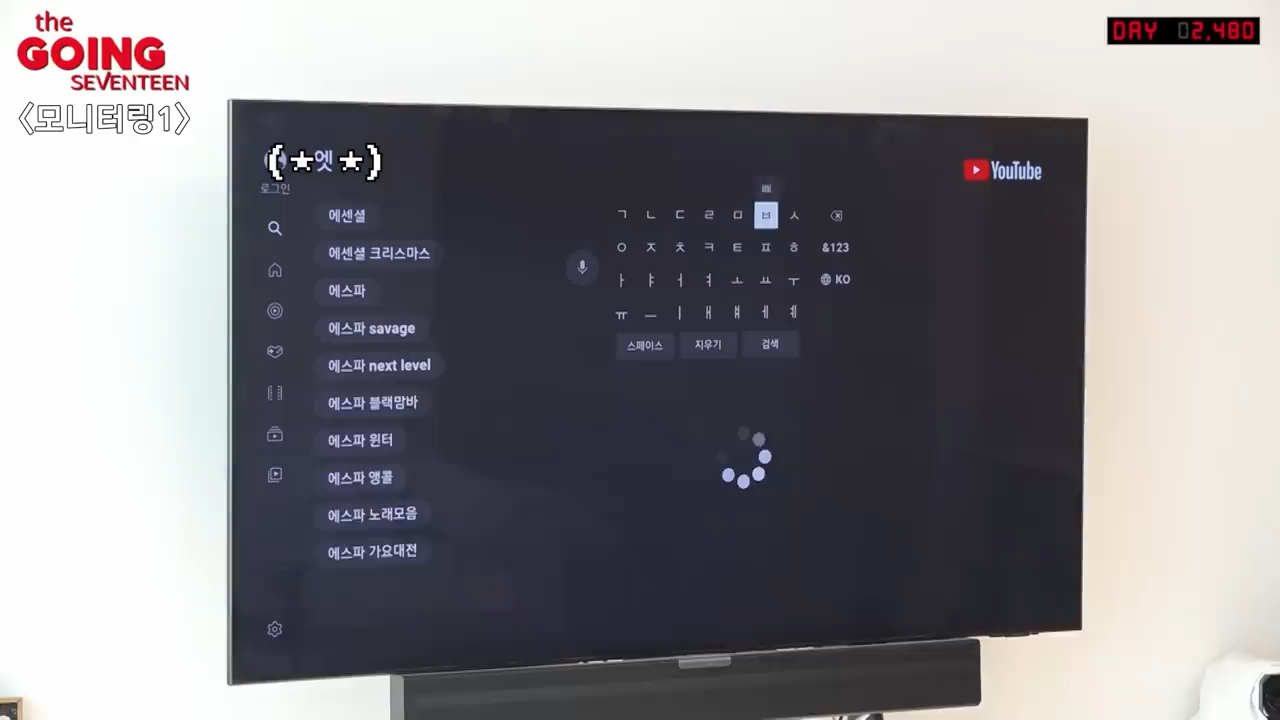 the
GOING
SEVENTEEN
〈모니터링1〉
DAY 02,480
(★엣★)
로그인
YouTube
에센셜
에센셜 크리스마스
에스파
에스파 savage
에스파 next level
에스파 블랙맘바
에스파 윈터
에스파 앵콜
에스파 노래모음
에스파 가요대전
ㅃ
ㄱ ㄴ ㄷ ㄹ ㅁ ㅂ ㅅ
ㅇ ㅈ ㅊ ㅋ ㅌ ㅍ ㅎ &123
ㅏ ㅑ ㅓ ㅕ ㅗ ㅛ ㅜ KO
ㅠ ㅡ ㅣ ㅐ ㅒ ㅔ ㅖ
스페이스 지우기 검색